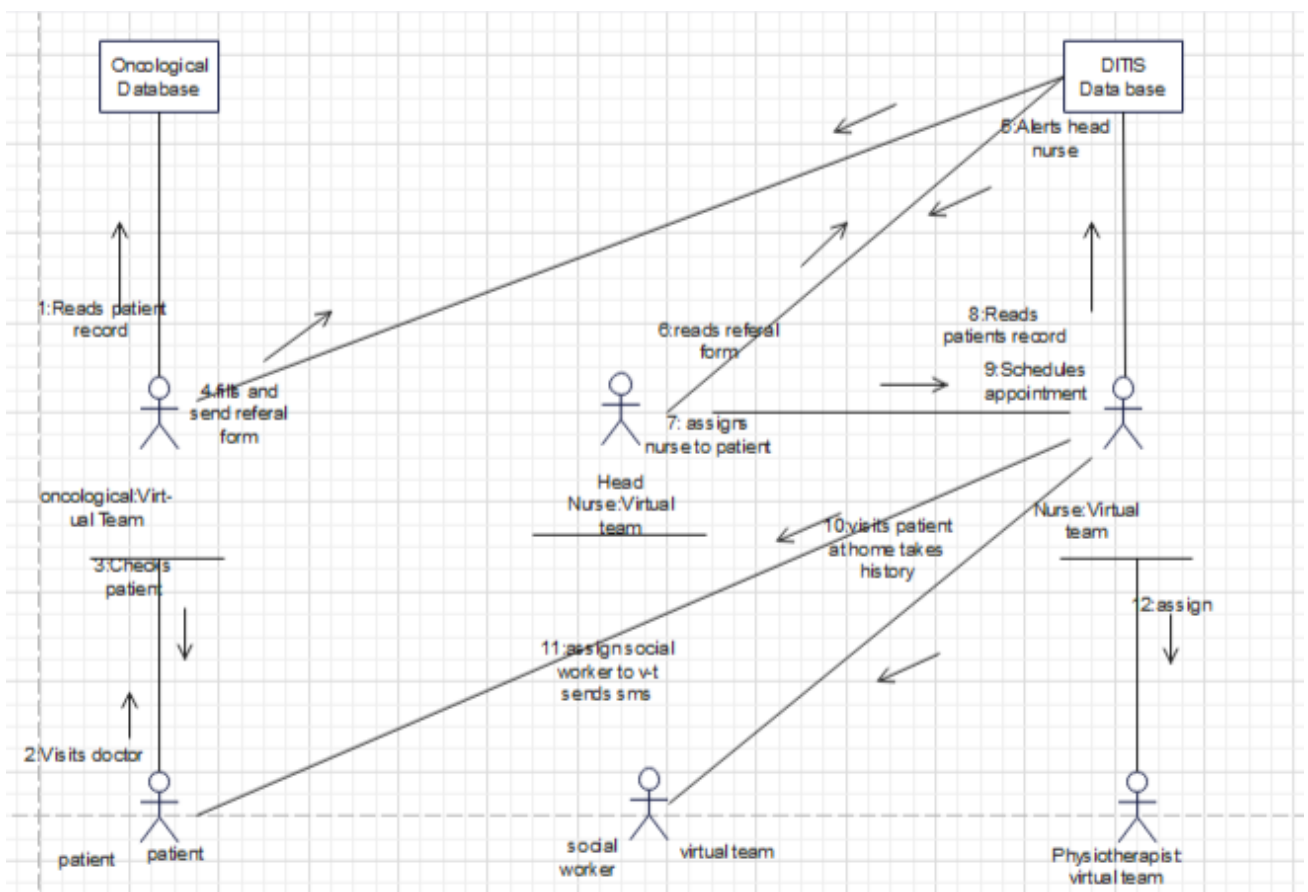 Oncological
Database
DITIS
Data base
5:Alerts head
nurse
1:Reads patient
record
6:reads referal
form
8:Reads
patients record
4.fills and
send referal
form
9:Schedules
appointment
7: assigns
nurse to patient
oncological:Virt-
ual Team
Head
Nurse:Virtual
team
Nurse:Virtual
team
10:visits patient
at home takes
history
3:Checks
patient
12:assign
11:assign social
worker to v-t
sends sms
2:Visits doctor
patient
patient
social
worker
virtual team
Physiotherapist:
virtual team